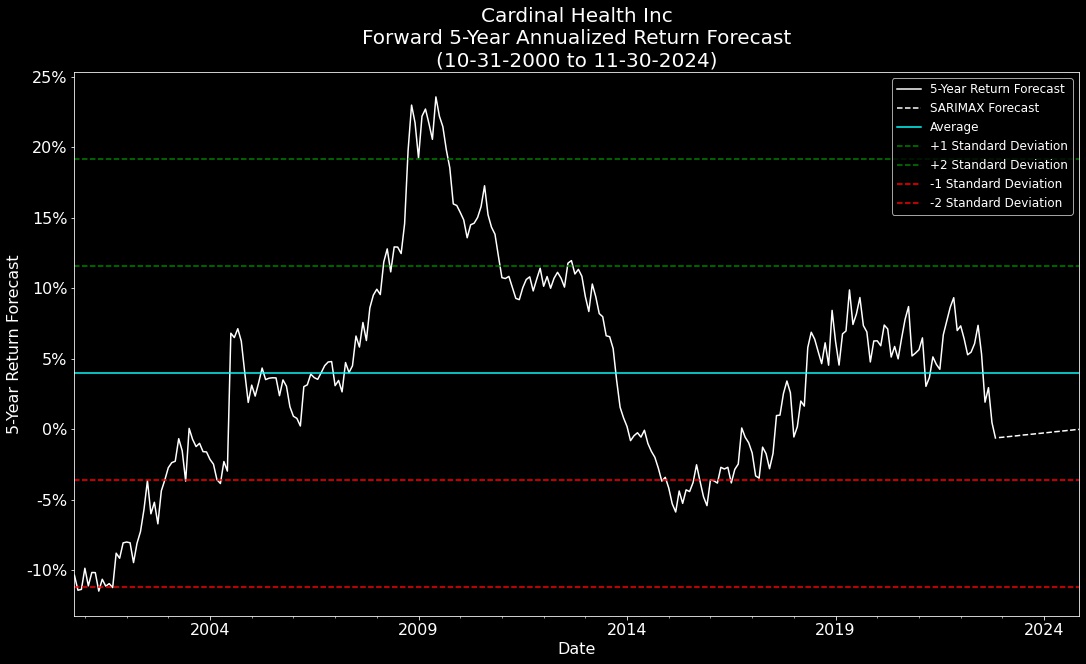 Cardinal Health Inc
Forward 5-Year Annualized Return Forecast
(10-31-2000 to 11-30-2024)
5-Year Return Forecast
25%
20%
15%
10%
5%
0%
-5%
-10%
5-Year Return Forecast
SARIMAX Forecast
Average
+1 Standard Deviation
+2 Standard Deviation
-1 Standard Deviation
-2 Standard Deviation
2004
2009
2014
2019
2024
Date